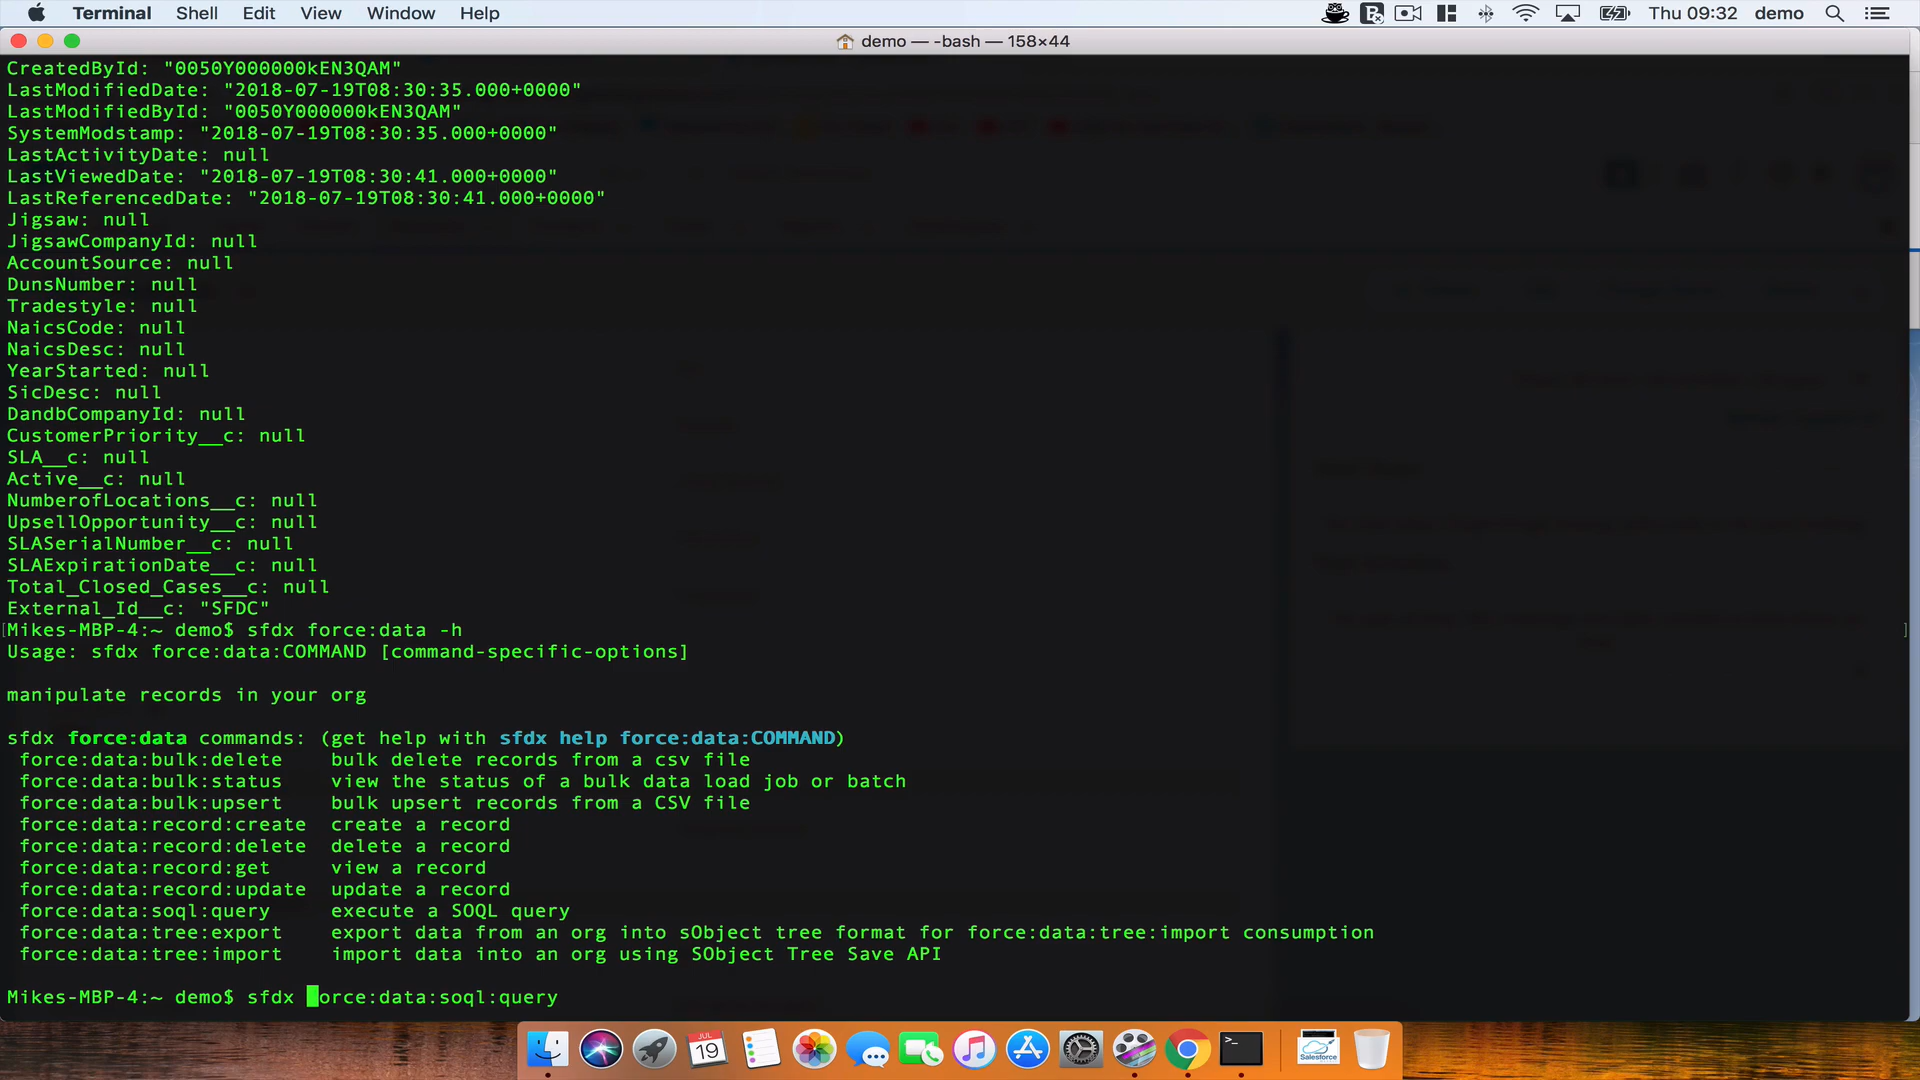 Terminal Shell Edit View Window Help Thu 09:32 demo
demo — -bash — 158×44
CreatedById: "0050Y000000kEN3QAM"
LastModifiedDate: "2018-07-19T08:30:35.000+0000"
LastModifiedById: "0050Y000000kEN3QAM"
SystemModstamp: "2018-07-19T08:30:35.000+0000"
LastActivityDate: null
LastViewedDate: "2018-07-19T08:30:41.000+0000"
LastReferencedDate: "2018-07-19T08:30:41.000+0000"
Jigsaw: null
JigsawCompanyId: null
AccountSource: null
DunsNumber: null
Tradestyle: null
NaicsCode: null
NaicsDesc: null
YearStarted: null
SicDesc: null
DandbCompanyId: null
CustomerPriority__c: null
SLA__c: null
Active__c: null
NumberofLocations__c: null
UpsellOpportunity__c: null
SLASerialNumber__c: null
SLAExpirationDate__c: null
Total_Closed_Cases__c: null
External_Id__c: "SFDC"
[Mikes-MBP-4:~ demo$ sfdx force:data -h ]
Usage: sfdx force:data:COMMAND [command-specific-options]
manipulate records in your org
sfdx force:data commands: (get help with sfdx help force:data:COMMAND)
force:data:bulk:delete bulk delete records from a csv file
force:data:bulk:status view the status of a bulk data load job or batch
force:data:bulk:upsert bulk upsert records from a CSV file
force:data:record:create create a record
force:data:record:delete delete a record
force:data:record:get view a record
force:data:record:update update a record
force:data:soql:query execute a SOQL query
force:data:tree:export export data from an org into sObject tree format for force:data:tree:import consumption
force:data:tree:import import data into an org using SObject Tree Save API
Mikes-MBP-4:~ demo$ sfdx force:data:soql:query
JUL
19
Salesforce